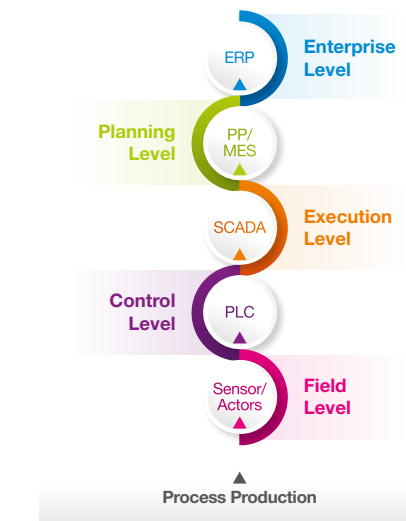 ERP
Enterprise
Level
Planning
Level
PP/
MES
SCADA
Execution
Level
Control
Level
PLC
Sensor/
Actors
Field
Level
Process Production